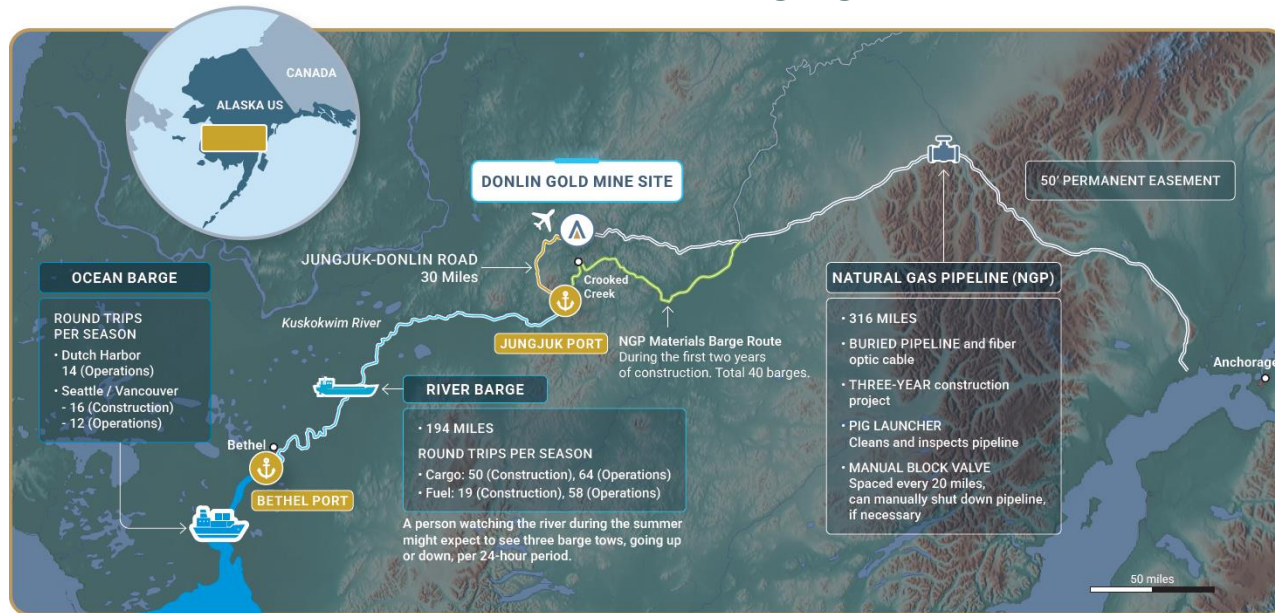 CANADA
ALASKA US
DONLIN GOLD MINE SITE
50' PERMANENT EASEMENT
JUNGJUK-DONLIN ROAD
30 Miles
Crooked
Creek
OCEAN BARGE
ROUND TRIPS
PER SEASON
• Dutch Harbor
14 (Operations)
• Seattle / Vancouver
- 16 (Construction)
- 12 (Operations)
Kuskokwim River
JUNGJUK PORT
NGP Materials Barge Route
During the first two years
of construction. Total 40 barges.
NATURAL GAS PIPELINE (NGP)
• 316 MILES
• BURIED PIPELINE and fiber
optic cable
• THREE-YEAR construction
project
• PIG LAUNCHER
Cleans and inspects pipeline
• MANUAL BLOCK VALVE
Spaced every 20 miles,
can manually shut down pipeline,
if necessary
Anchorage
RIVER BARGE
• 194 MILES
ROUND TRIPS PER SEASON
• Cargo: 50 (Construction), 64 (Operations)
• Fuel: 19 (Construction), 58 (Operations)
A person watching the river during the summer
might expect to see three barge tows, going up
or down, per 24-hour period.
Bethel
BETHEL PORT
50 miles